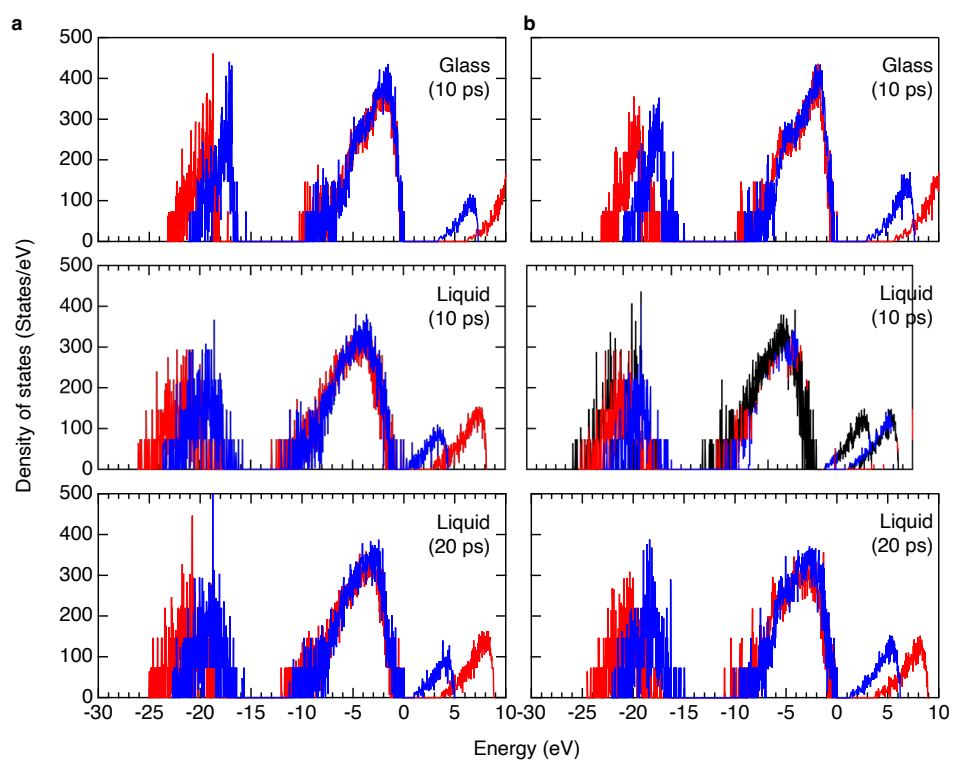 a
b
500
400
300
200
100
0
Glass
(10 ps)
Glass
(10 ps)
500
400
300
200
100
0
Liquid
(10 ps)
Liquid
(10 ps)
500
400
300
200
100
0
Liquid
(20 ps)
Liquid
(20 ps)
-30 -25 -20 -15 -10 -5 0 5 10
-30 -25 -20 -15 -10 -5 0 5 10
Density of states (States/eV)
Energy (eV)